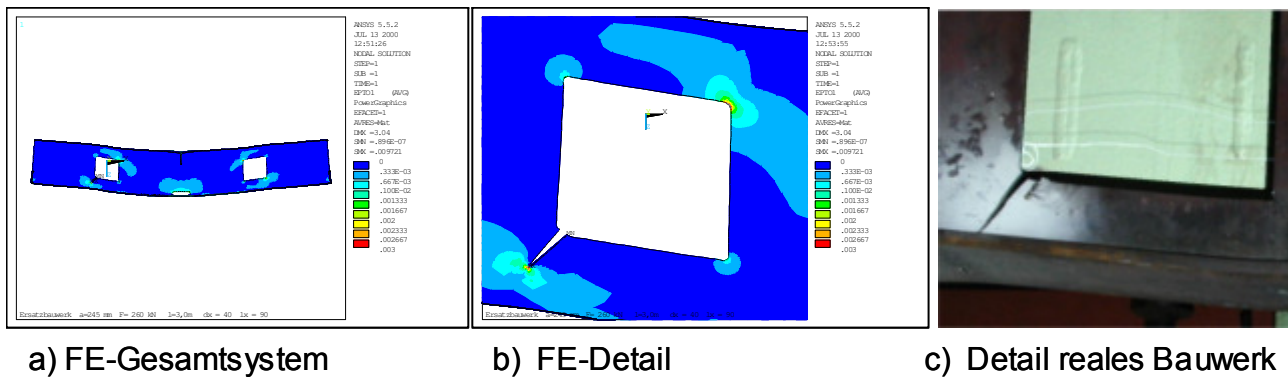 1
ANSYS 5.5.2
JUL 13 2000
12:51:26
NODAL SOLUTION
STEP=1
SUB =1
TIME=1
EPTO1 (AVG)
PowerGraphics
EFACET=1
AVRES=Mat
DMX =3.04
SMN =.896E-07
SMX =.009721
0
.333E-03
.667E-03
.100E-02
.001333
.001667
.002
.002333
.002667
.003
MN
X
Ersatzbauwerk a=245 mm F= 260 kN l=3,0m dx = 40 lx = 90
ANSYS 5.5.2
JUL 13 2000
12:53:55
NODAL SOLUTION
STEP=1
SUB =1
TIME=1
EPTO1 (AVG)
PowerGraphics
EFACET=1
AVRES=Mat
DMX =3.04
SMN =.896E-07
SMX =.009721
0
.333E-03
.667E-03
.100E-02
.001333
.001667
.002
.002333
.002667
.003
X
MN
Ersatzbauwerk
a) FE-Gesamtsystem
b) FE-Detail
c) Detail reales Bauwerk